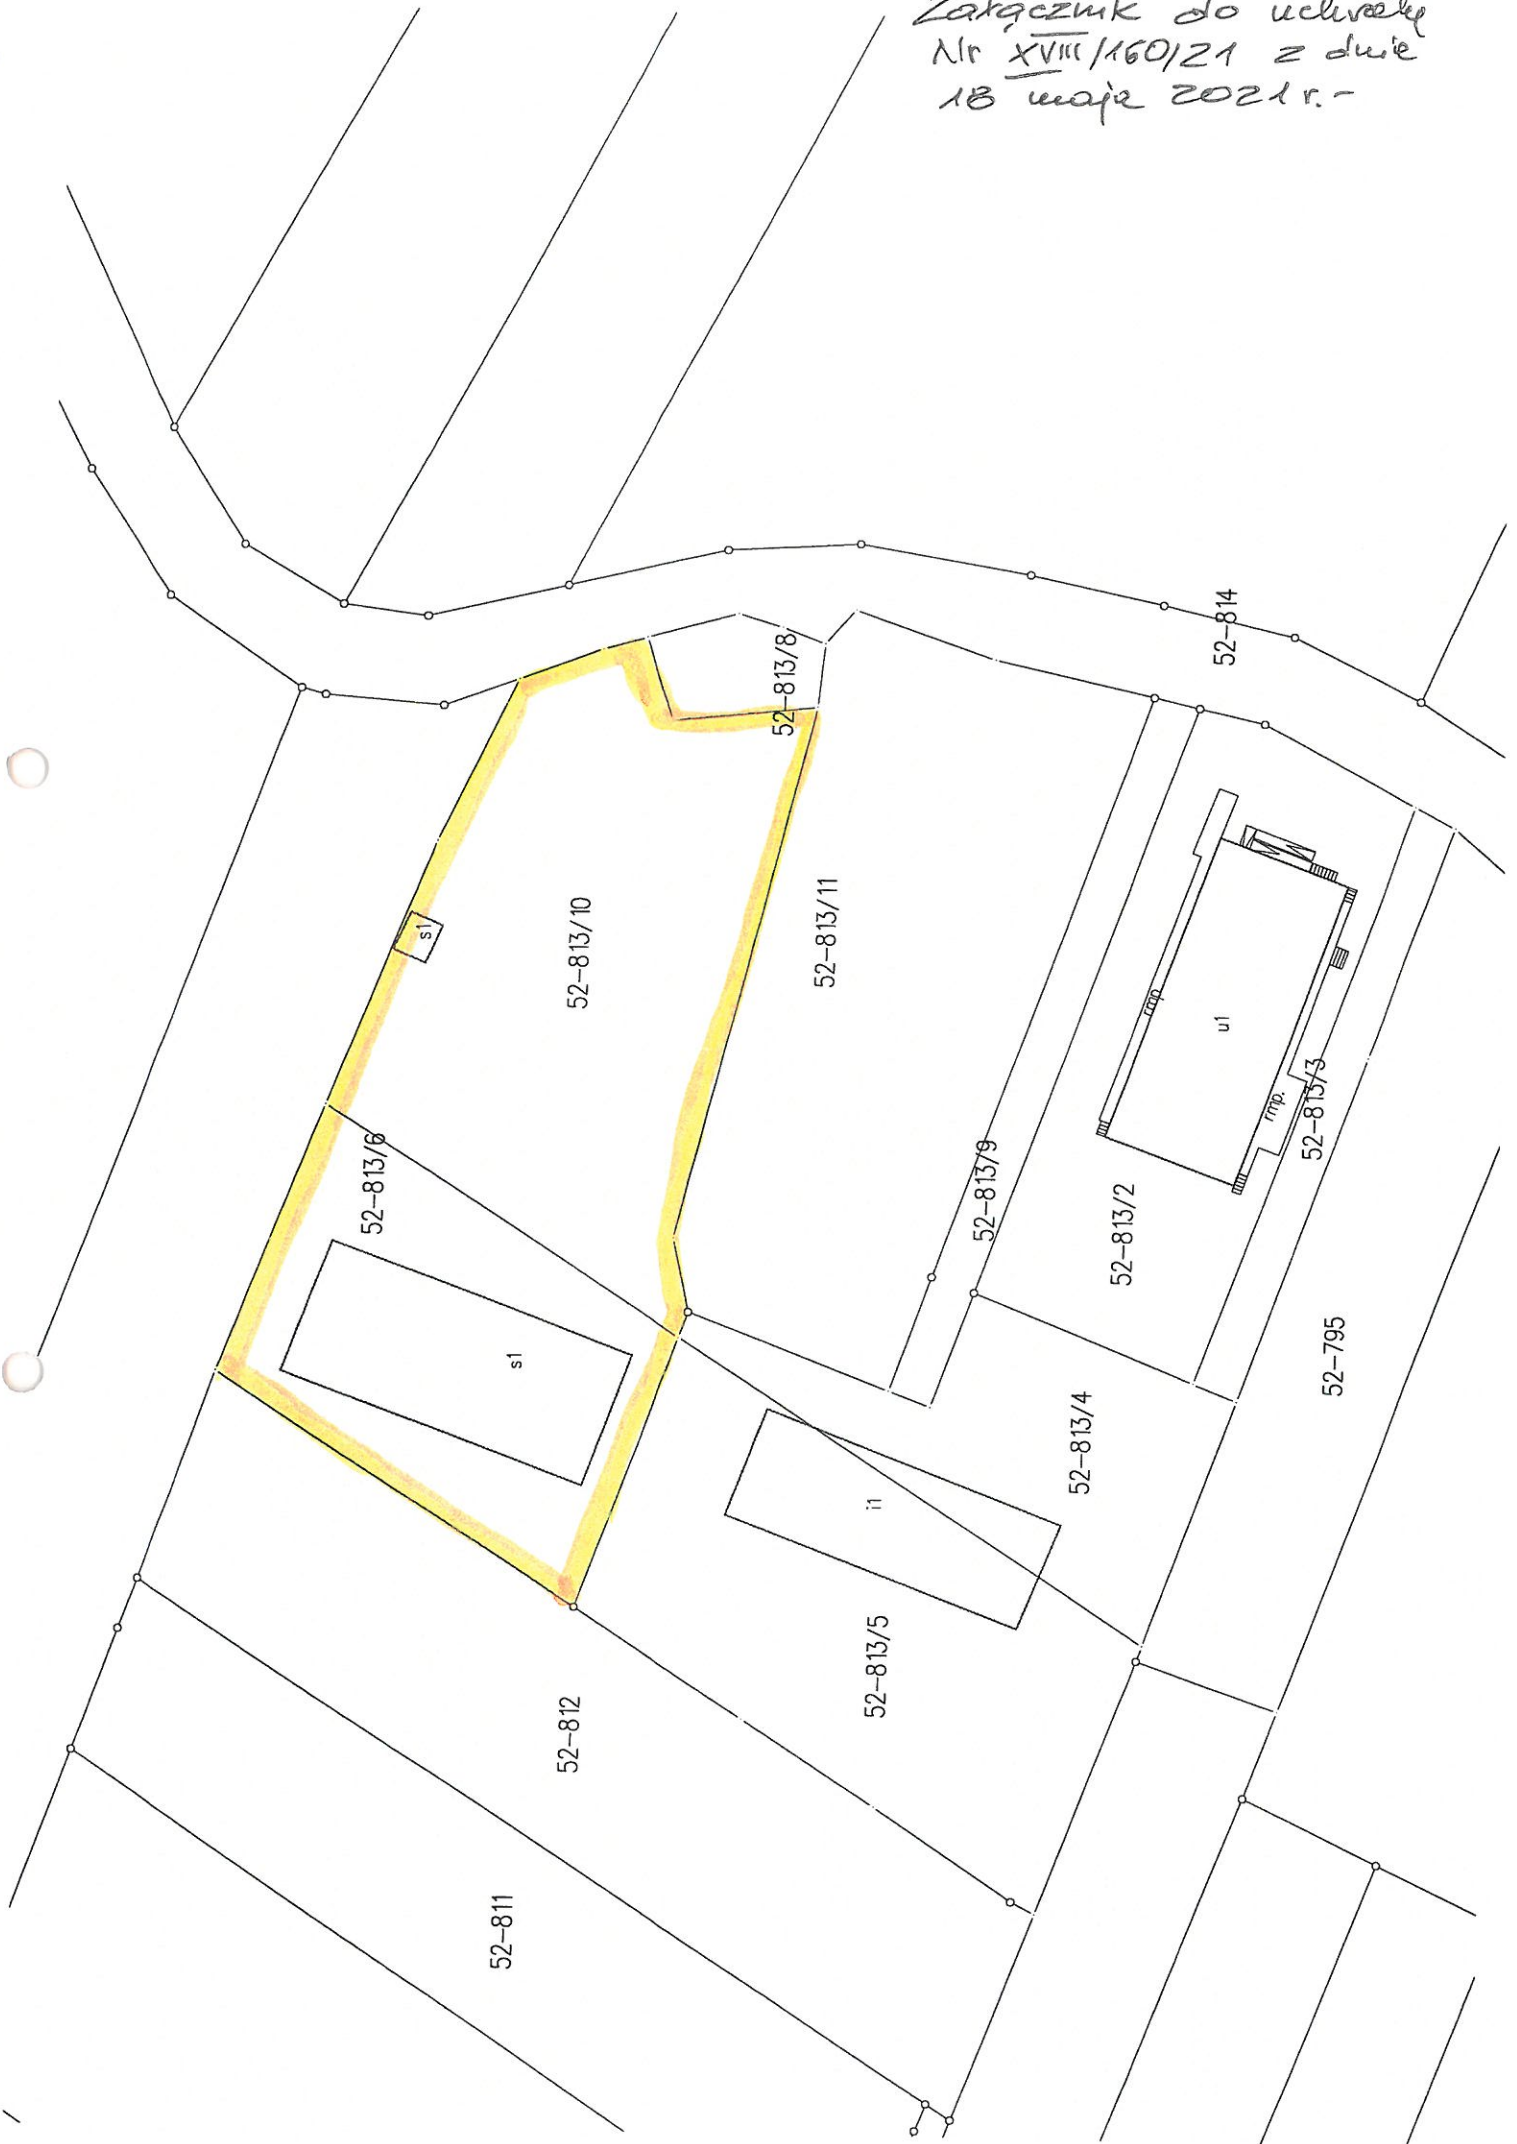 Załącznik do uchwały
Nr XVIII/160/21 z dnia
18 maja 2021 r.-
52-814
52-813/8
s1
52-813/10
52-813/11
rmp
u1
rmp.
52-813/3
52-813/6
52-813/9
52-813/2
s1
52-795
52-813/4
i1
52-813/5
52-812
52-811